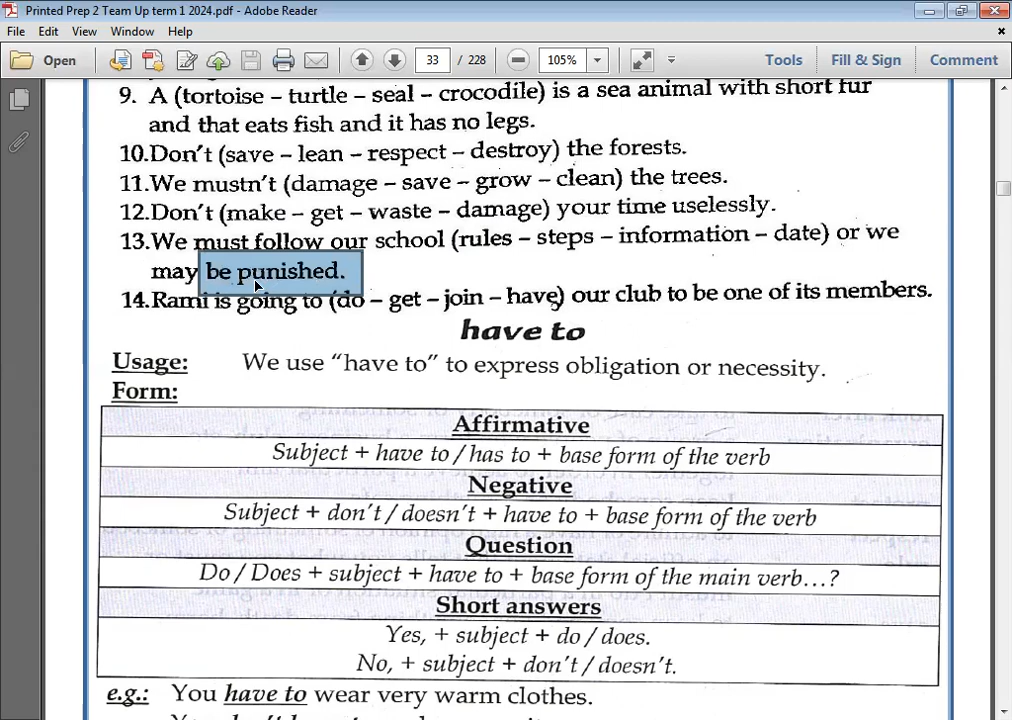 Printed Prep 2 Team Up term 1 2024.pdf - Adobe Reader
File Edit View Window Help
Open 33 / 228 105% Tools Fill & Sign Comment
9. A (tortoise – turtle – seal – crocodile) is a sea animal with short fur
and that eats fish and it has no legs.
10.Don't (save – lean – respect – destroy) the forests.
11.We mustn't (damage – save – grow – clean) the trees.
12.Don't (make – get – waste – damage) your time uselessly.
13.We must follow our school (rules – steps – information – date) or we
may be punished.
14.Rami is going to (do – get – join – have) our club to be one of its members.
have to
Usage: We use "have to" to express obligation or necessity.
Form:
Affirmative
Subject + have to / has to + base form of the verb
Negative
Subject + don't / doesn't + have to + base form of the verb
Question
Do / Does + subject + have to + base form of the main verb…?
Short answers
Yes, + subject + do / does.
No, + subject + don't / doesn't.
e.g.: You have to wear very warm clothes.